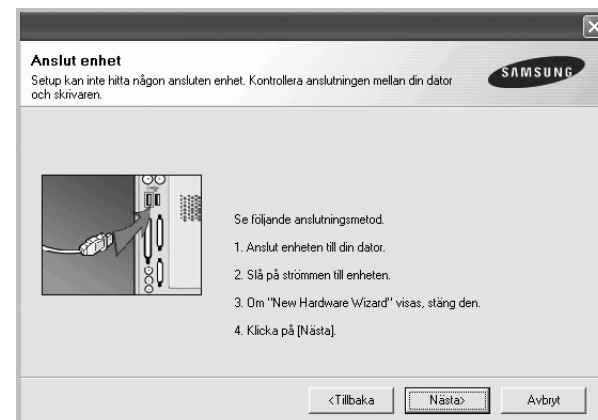 Anslut enhet
Setup kan inte hitta någon ansluten enhet. Kontrollera anslutningen mellan din dator
och skrivaren.
SAMSUNG
Se följande anslutningsmetod.
1. Anslut enheten till din dator.
2. Slå på strömmen till enheten.
3. Om "New Hardware Wizard" visas, stäng den.
4. Klicka på [Nästa].
<Tillbaka
Nästa>
Avbryt